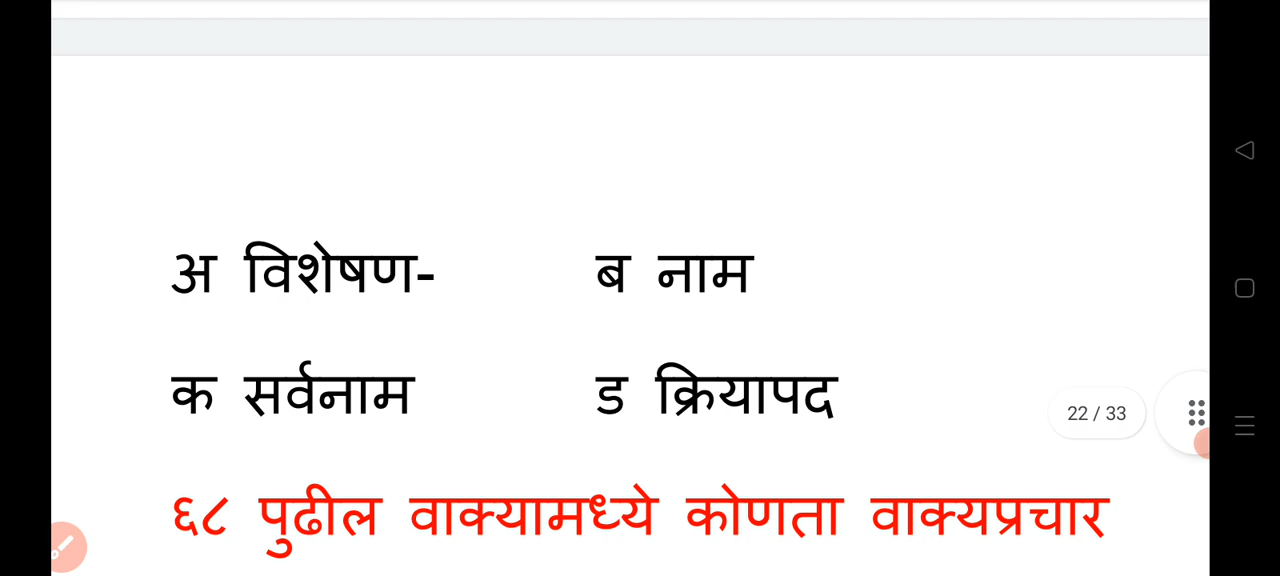 अ विशेषण- ब नाम
क सर्वनाम ड क्रियापद
22 / 33
६८ पुढील वाक्यामध्ये कोणता वाक्यप्रचार